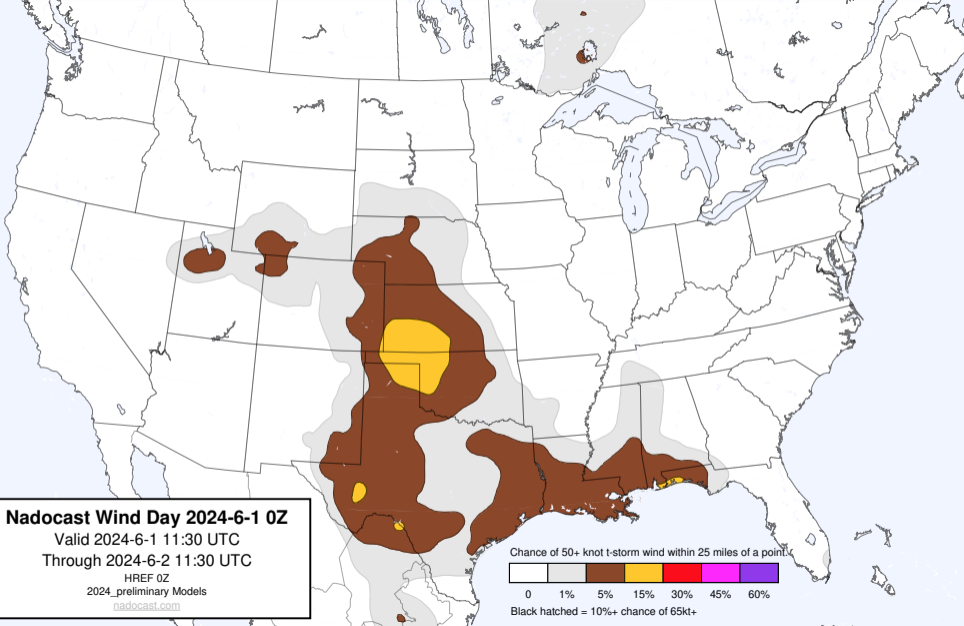 Nadocast Wind Day 2024-6-1 0Z
Valid 2024-6-1 11:30 UTC
Through 2024-6-2 11:30 UTC
HREF 0Z
2024_preliminary Models
nadocast.com
Chance of 50+ knot t-storm wind within 25 miles of a point.
0 1% 5% 15% 30% 45% 60%
Black hatched = 10%+ chance of 65kt+